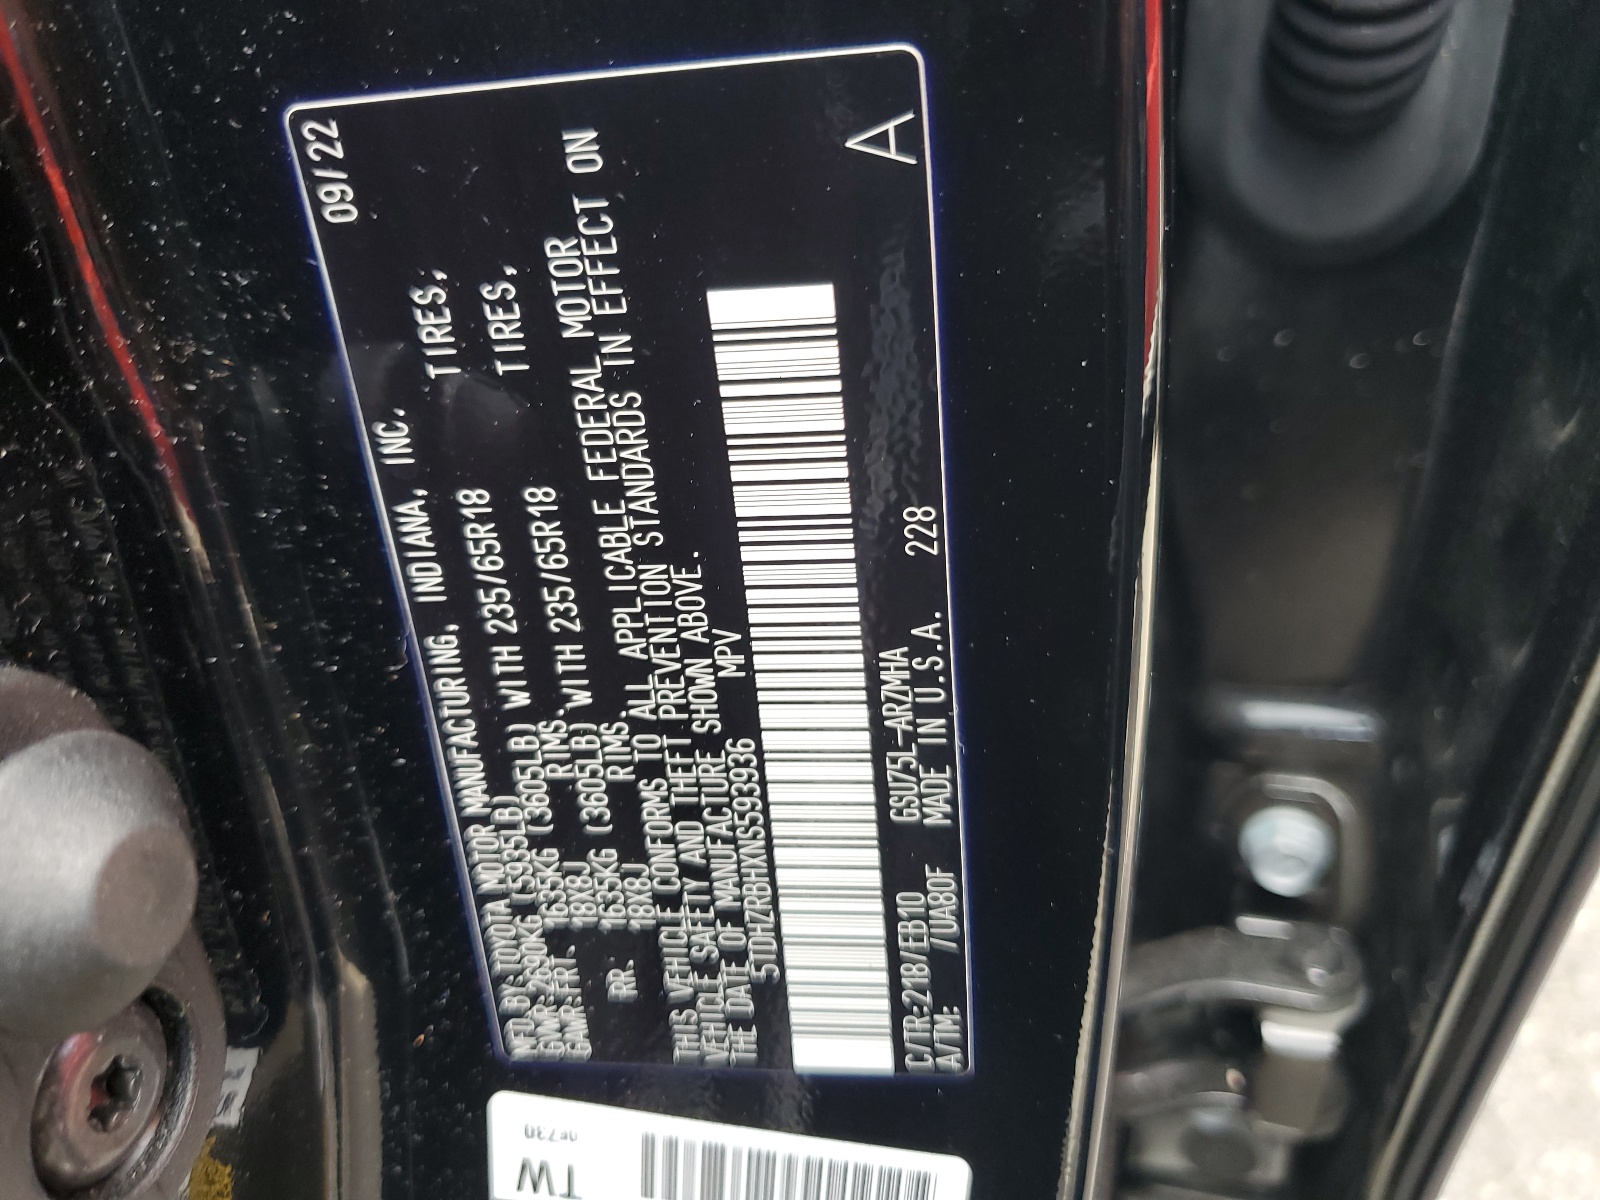 MFD. BY: TOYOTA MOTOR MANUFACTURING, INDIANA, INC. 09/22
GVWR: 2690KG (5935LB)
GAWR: FRT. 1635KG (3605LB) WITH 235/65R18 TIRES,
18X8J RIMS.
RR. 1635KG (3605LB) WITH 235/65R18 TIRES,
18X8J RIMS.
THIS VEHICLE CONFORMS TO ALL APPLICABLE FEDERAL MOTOR
VEHICLE SAFETY AND THEFT PREVENTION STANDARDS IN EFFECT ON
THE DATE OF MANUFACTURE SHOWN ABOVE.
5TDHZRBHXNS593936 MPV
C/TR: 218/EB10 GSU75L-ARZMHA
A/TM: /UA80F MADE IN U.S.A. 228 A
0F730
TW